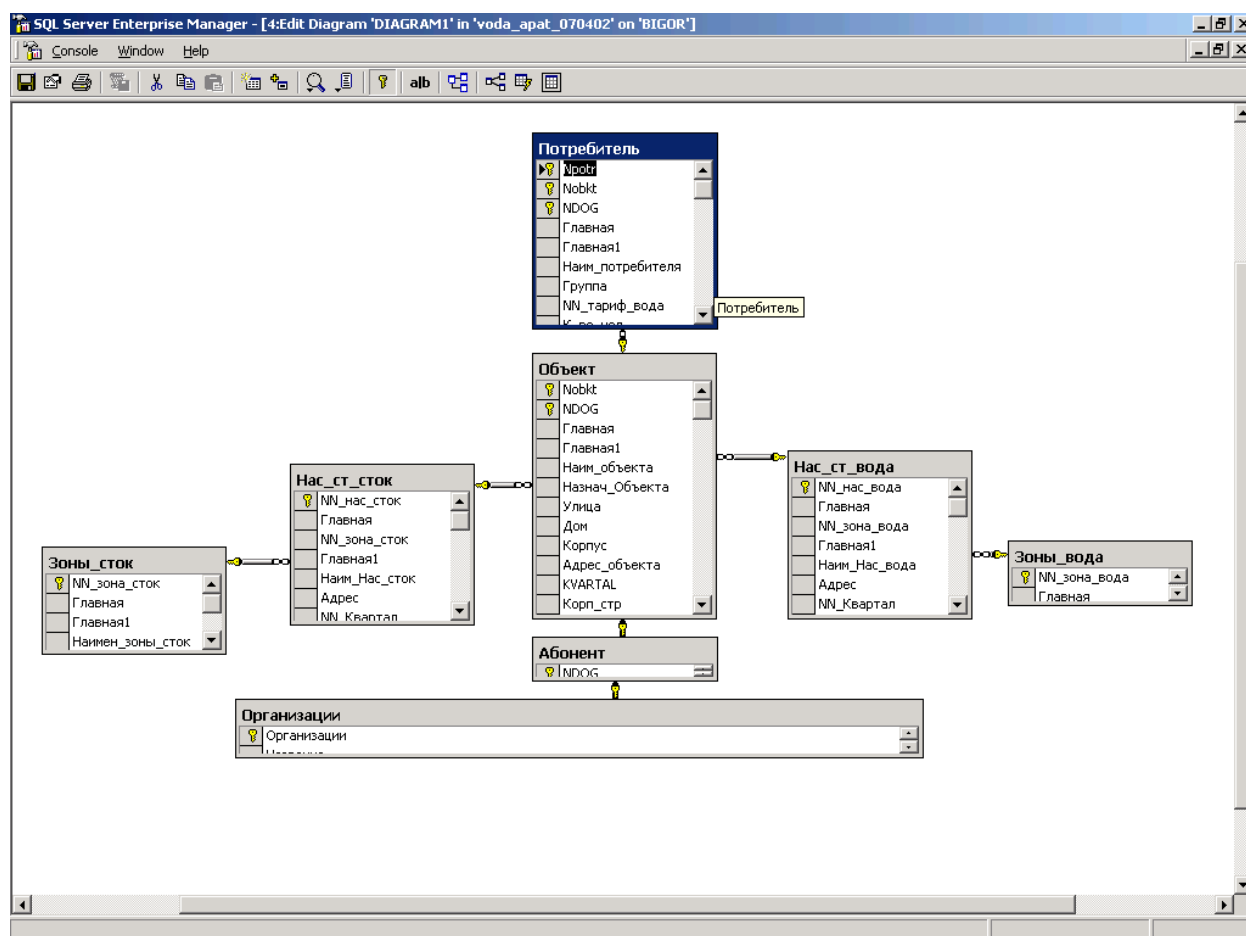 SQL Server Enterprise Manager - [4:Edit Diagram 'DIAGRAM1' in 'voda_apat_070402' on 'BIGOR']
Console Window Help
a|b
Потребитель
Npotr
Nobkt
NDOG
Главная
Главная1
Наим_потребителя
Группа
NN_тариф_вода
Потребитель
Объект
Nobkt
NDOG
Главная
Главная1
Наим_объекта
Назнач_Объекта
Улица
Дом
Корпус
Адрес_объекта
KVARTAL
Корп_стр
Нас_ст_сток
NN_нас_сток
Главная
NN_зона_сток
Главная1
Наим_Нас_сток
Адрес
NN_Квартал
Нас_ст_вода
NN_нас_вода
Главная
NN_зона_вода
Главная1
Наим_Нас_вода
Адрес
NN_Квартал
Зоны_сток
NN_зона_сток
Главная
Главная1
Наимен_зоны_сток
Зоны_вода
NN_зона_вода
Главная
Абонент
NDOG
Организации
Организации